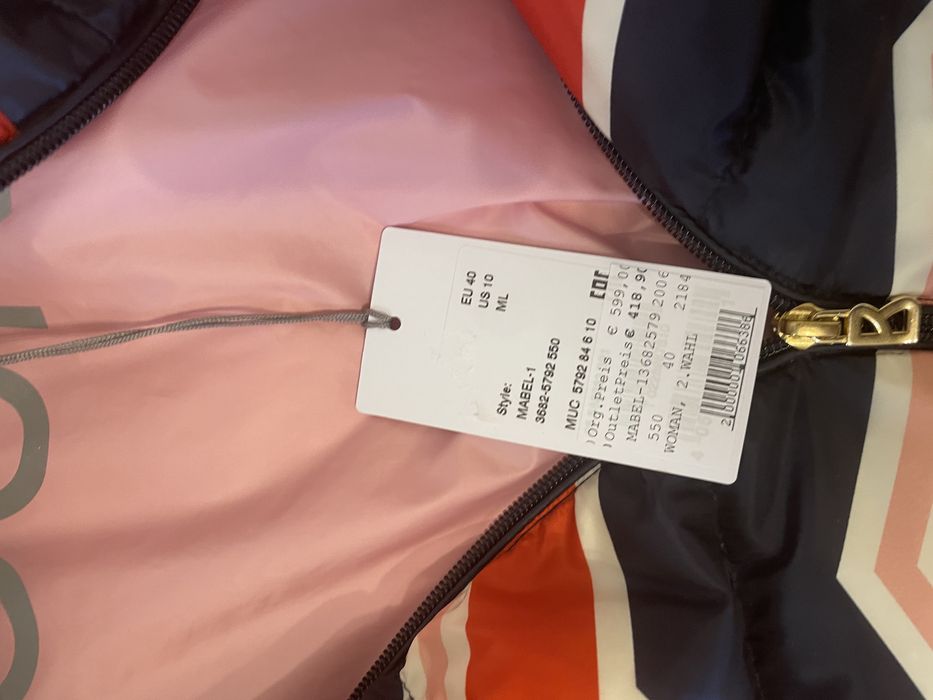 EU 40
US 10
ML
Style:
MABEL-1
3682-5792 550
MUC 5792 84 6 10
Org.Preis € 599,00
OutletPreis€ 418,90
MABEL-13682579 2006
550 40 2184
WOMAN, 2.WAHL
B